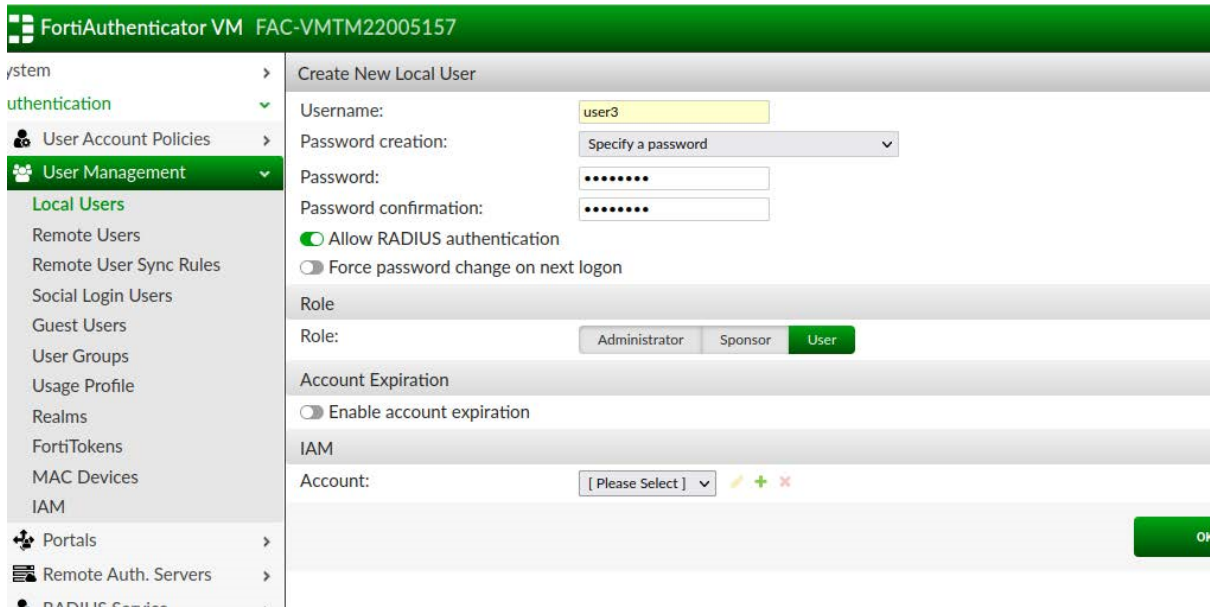 FortiAuthenticator VM FAC-VMTM22005157
ystem
uthentication
User Account Policies
User Management
Local Users
Remote Users
Remote User Sync Rules
Social Login Users
Guest Users
User Groups
Usage Profile
Realms
FortiTokens
MAC Devices
IAM
Portals
Remote Auth. Servers
RADIUS Service
Create New Local User
Username: user3
Password creation: Specify a password
Password: ••••••••
Password confirmation: ••••••••
Allow RADIUS authentication
Force password change on next logon
Role
Role: Administrator Sponsor User
Account Expiration
Enable account expiration
IAM
Account: [ Please Select ]
OK